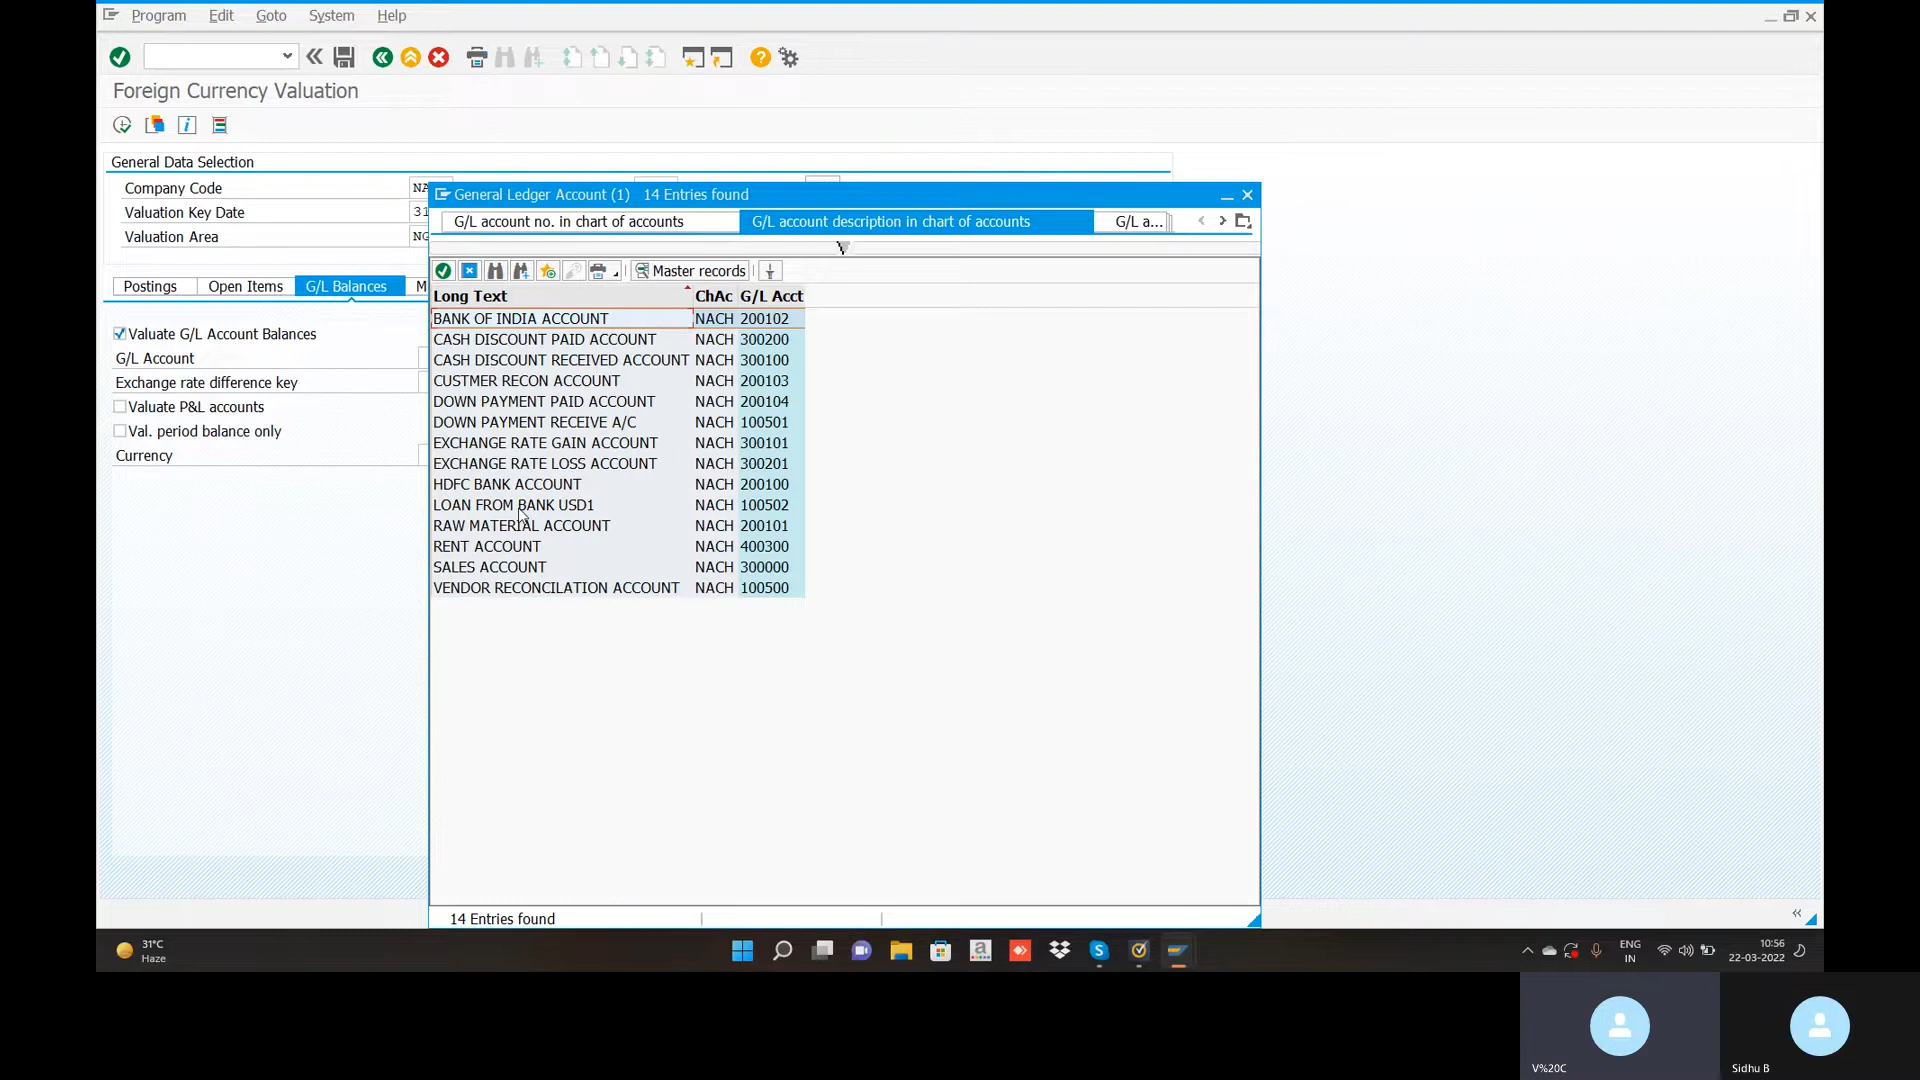 Program Edit Goto System Help
Foreign Currency Valuation
General Data Selection
Company Code NA
Valuation Key Date 31
Valuation Area NG
Postings Open Items G/L Balances M
Valuate G/L Account Balances
G/L Account
Exchange rate difference key
Valuate P&L accounts
Val. period balance only
Currency
General Ledger Account (1) 14 Entries found
G/L account no. in chart of accounts G/L account description in chart of accounts G/L a...
Master records
Long Text ChAc G/L Acct
BANK OF INDIA ACCOUNT NACH 200102
CASH DISCOUNT PAID ACCOUNT NACH 300200
CASH DISCOUNT RECEIVED ACCOUNT NACH 300100
CUSTMER RECON ACCOUNT NACH 200103
DOWN PAYMENT PAID ACCOUNT NACH 200104
DOWN PAYMENT RECEIVE A/C NACH 100501
EXCHANGE RATE GAIN ACCOUNT NACH 300101
EXCHANGE RATE LOSS ACCOUNT NACH 300201
HDFC BANK ACCOUNT NACH 200100
LOAN FROM BANK USD1 NACH 100502
RAW MATERIAL ACCOUNT NACH 200101
RENT ACCOUNT NACH 400300
SALES ACCOUNT NACH 300000
VENDOR RECONCILATION ACCOUNT NACH 100500
14 Entries found
31°C
Haze
ENG
IN
10:56
22-03-2022
V%20C
Sidhu B